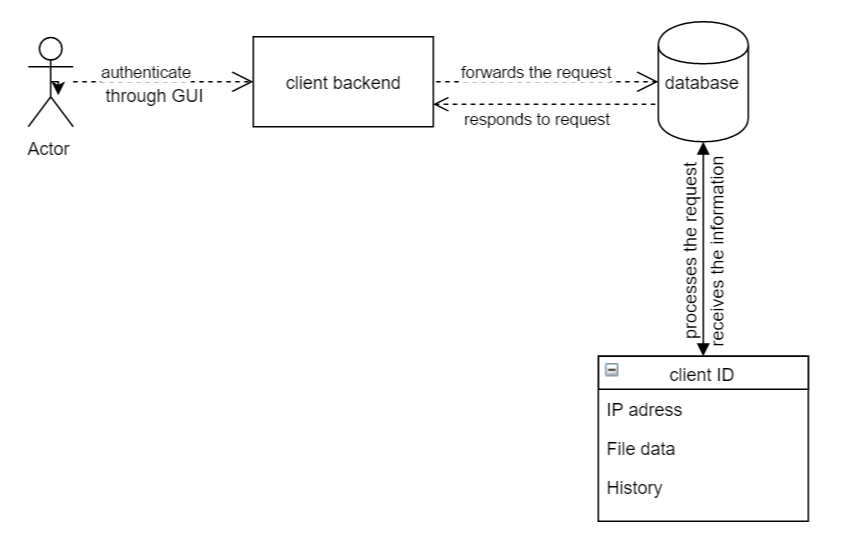 authenticate
through GUI
Actor
client backend
forwards the request
responds to request
database
processes the request
receives the information
client ID
IP adress
File data
History